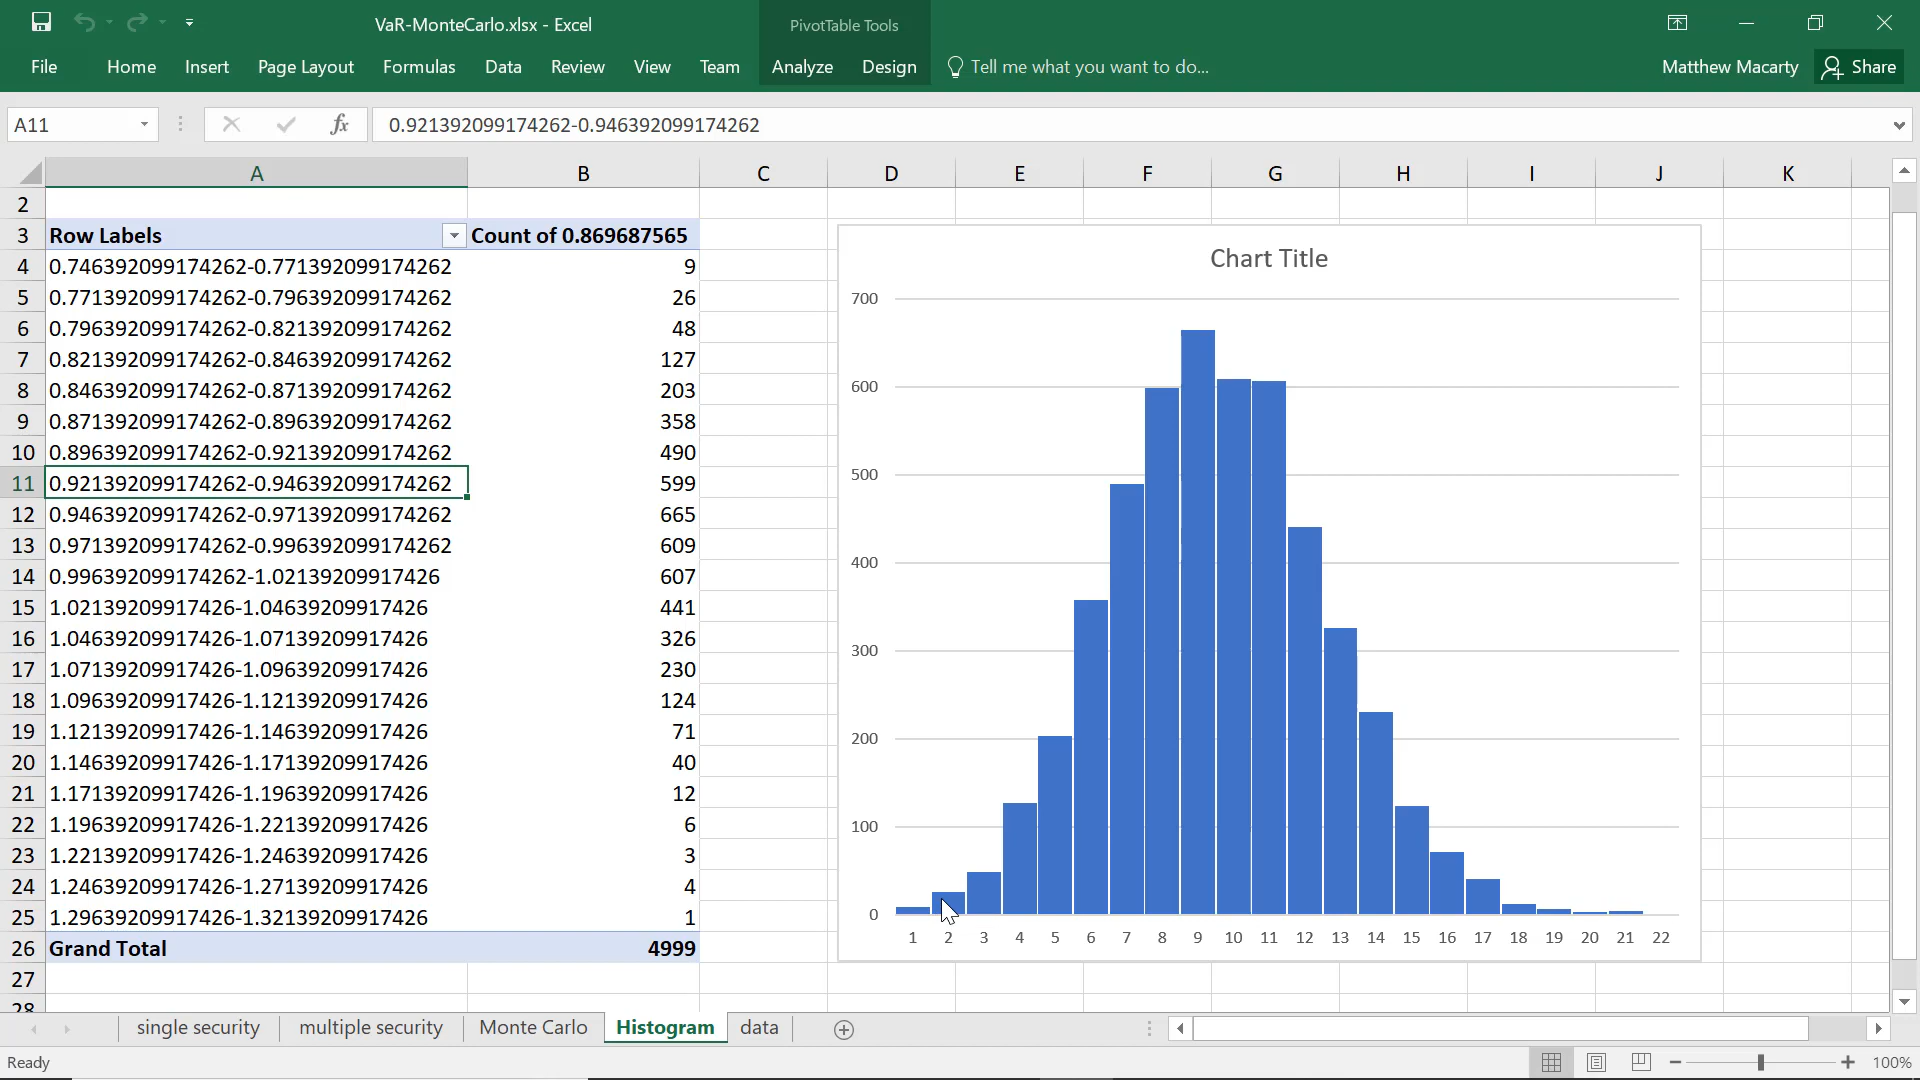 VaR-MonteCarlo.xlsx - Excel
PivotTable Tools
File Home Insert Page Layout Formulas Data Review View Team Analyze Design Tell me what you want to do... Matthew Macarty Share
A11 fx 0.921392099174262-0.946392099174262
A B C D E F G H I J K
2
3 Row Labels Count of 0.869687565
4 0.746392099174262-0.771392099174262 9
5 0.771392099174262-0.796392099174262 26
6 0.796392099174262-0.821392099174262 48
7 0.821392099174262-0.846392099174262 127
8 0.846392099174262-0.871392099174262 203
9 0.871392099174262-0.896392099174262 358
10 0.896392099174262-0.921392099174262 490
11 0.921392099174262-0.946392099174262 599
12 0.946392099174262-0.971392099174262 665
13 0.971392099174262-0.996392099174262 609
14 0.996392099174262-1.02139209917426 607
15 1.02139209917426-1.04639209917426 441
16 1.04639209917426-1.07139209917426 326
17 1.07139209917426-1.09639209917426 230
18 1.09639209917426-1.12139209917426 124
19 1.12139209917426-1.14639209917426 71
20 1.14639209917426-1.17139209917426 40
21 1.17139209917426-1.19639209917426 12
22 1.19639209917426-1.22139209917426 6
23 1.22139209917426-1.24639209917426 3
24 1.24639209917426-1.27139209917426 4
25 1.29639209917426-1.32139209917426 1
26 Grand Total 4999
27
28
Chart Title
700
600
500
400
300
200
100
0
1 2 3 4 5 6 7 8 9 10 11 12 13 14 15 16 17 18 19 20 21 22
single security multiple security Monte Carlo Histogram data
Ready 100%